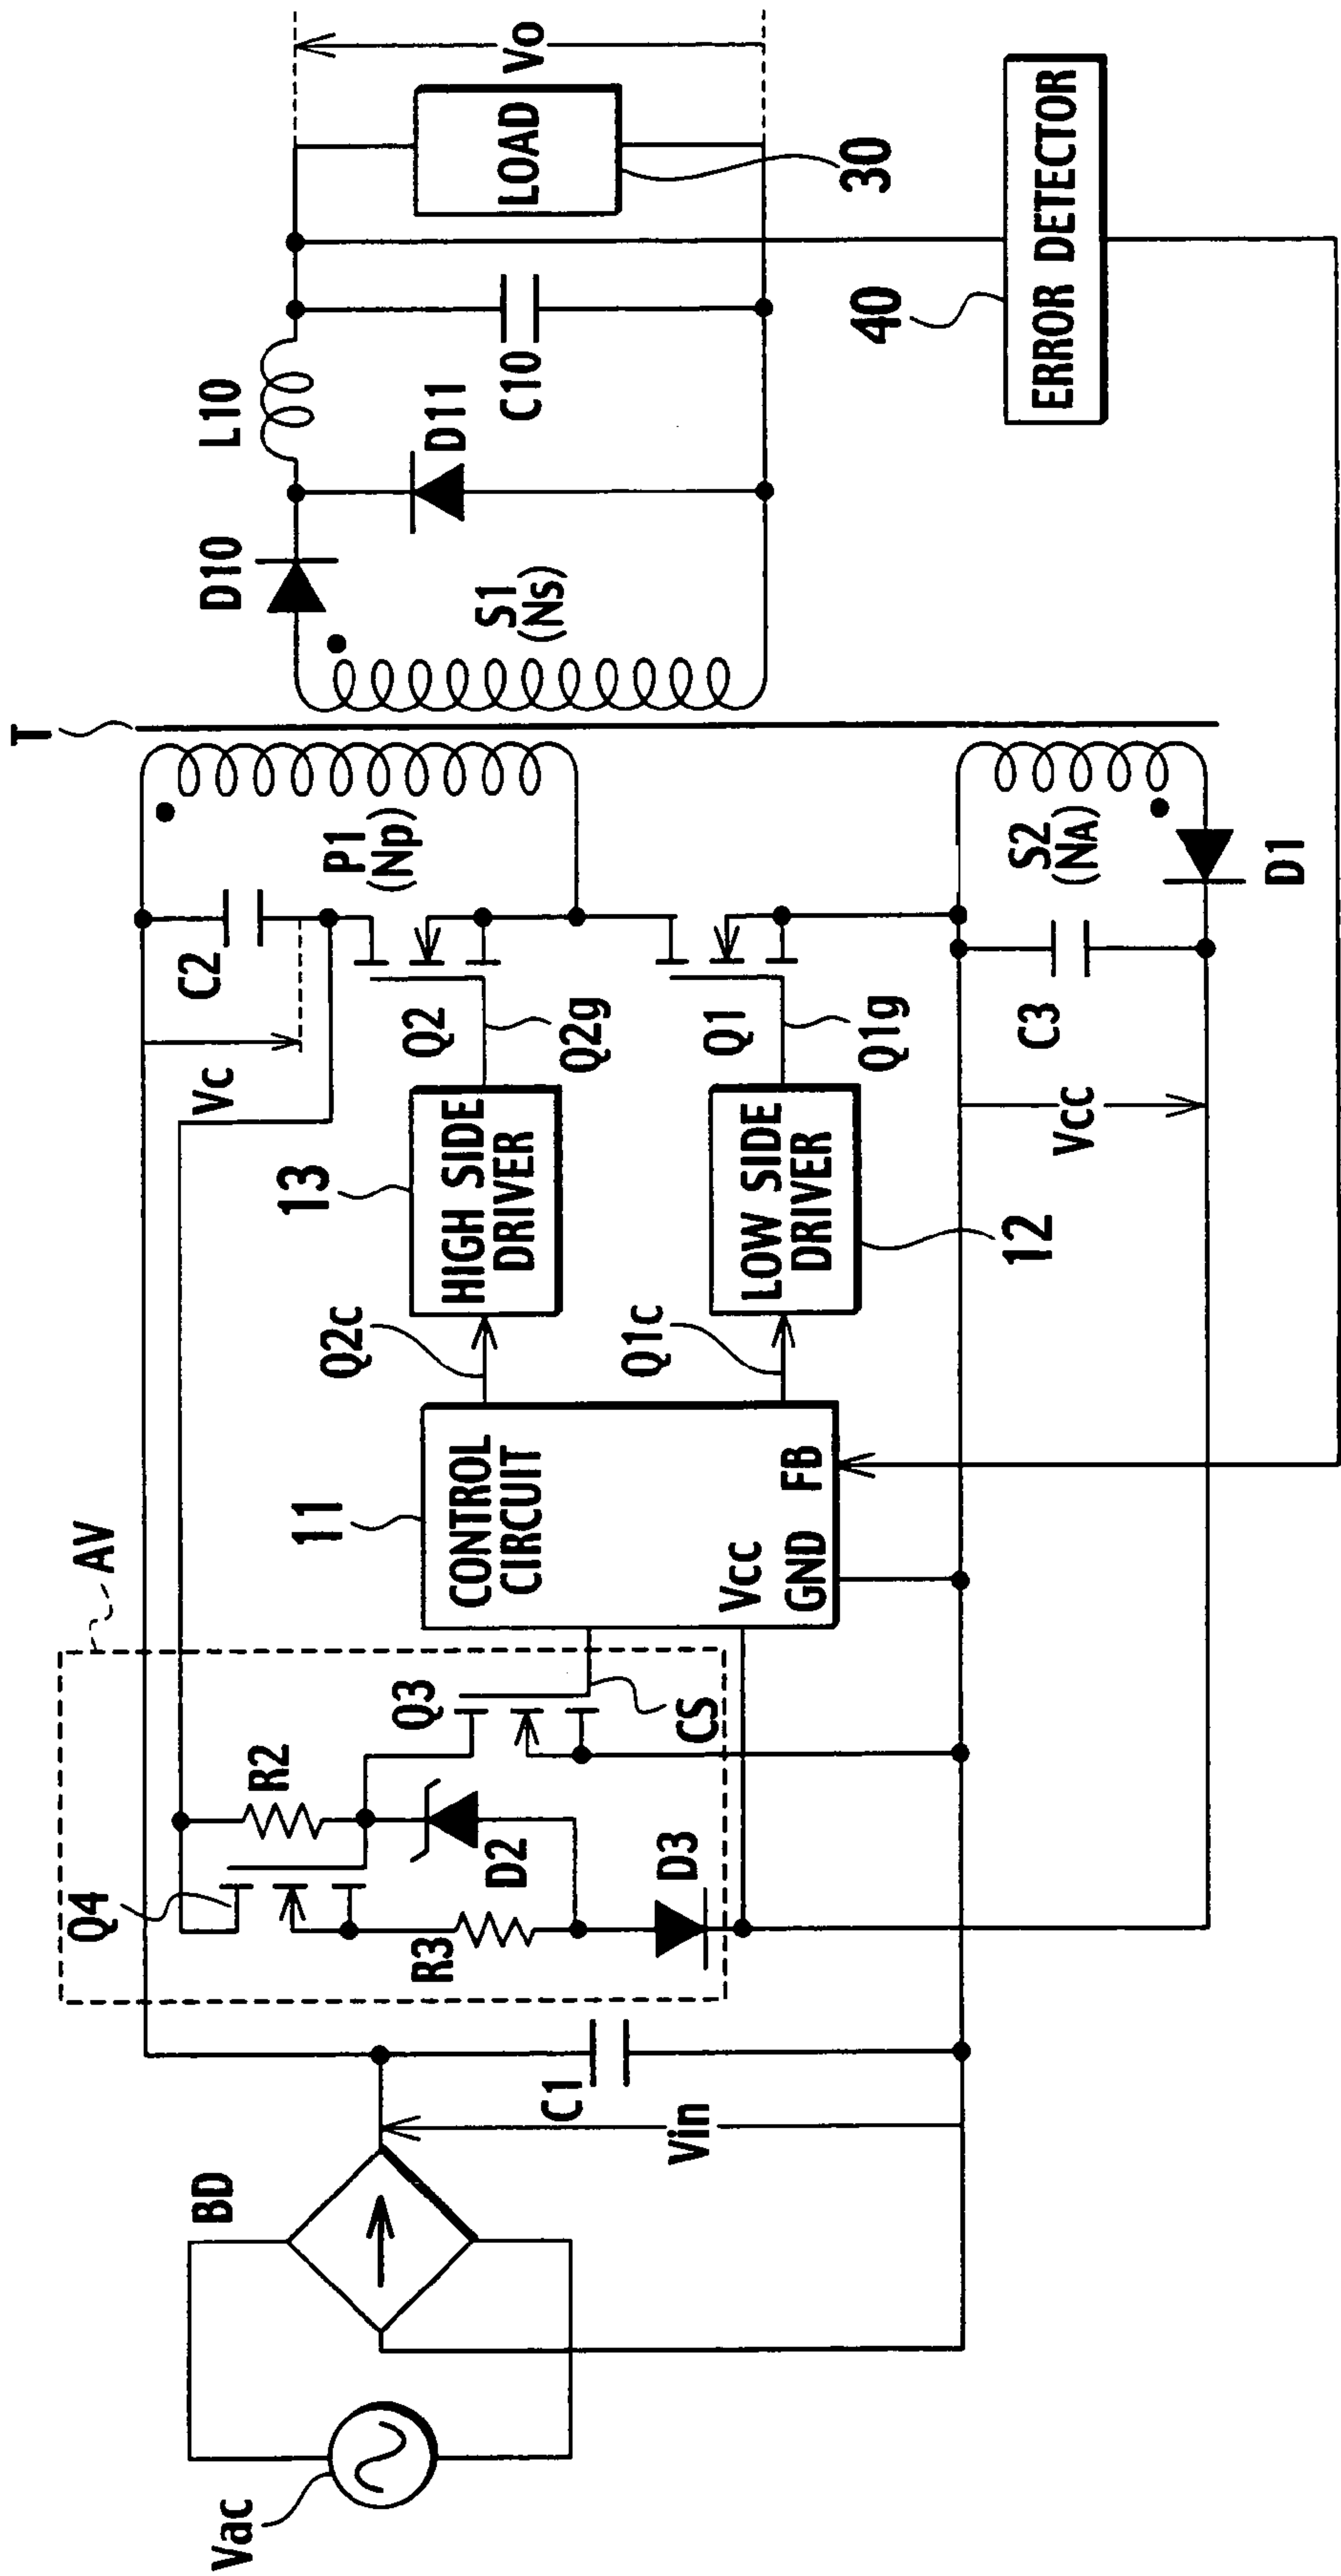 Vac
BD
Vin
C1
AV
Q4
R2
Q3
R3
D2
D3
CS
11
CONTROL
CIRCUIT
Vcc
GND
FB
Q2c
Q1c
13
HIGH SIDE
DRIVER
LOW SIDE
DRIVER
12
Vc
C2
Q2
Q2g
Q1
Q1g
Vcc
C3
P1
(Np)
S2
(NA)
D1
T
S1
(Ns)
D10
D11
L10
C10
LOAD
30
Vo
40
ERROR DETECTOR